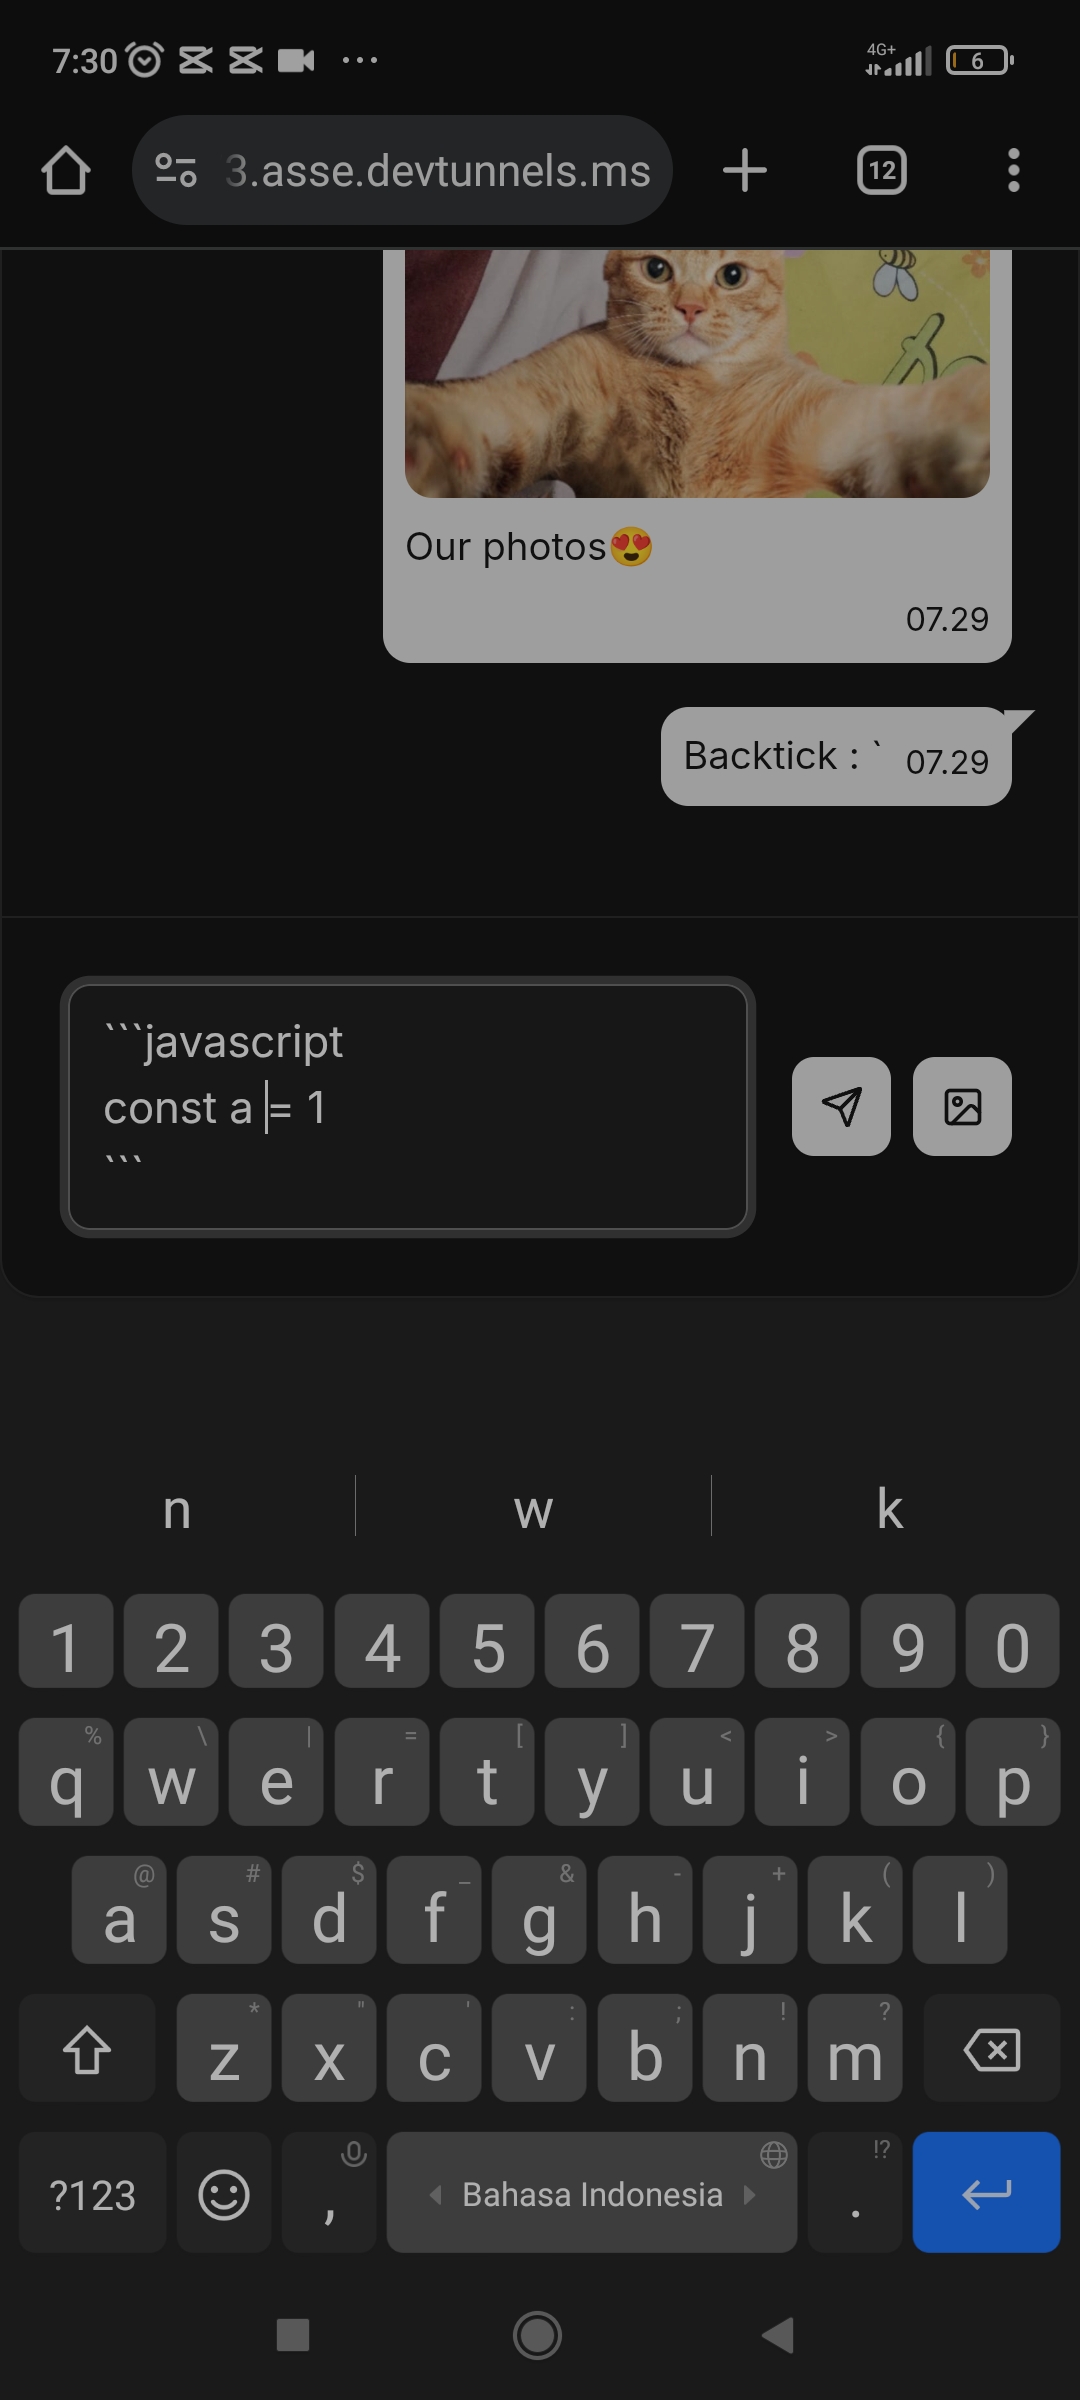 7:30 4G+ 6
3.asse.devtunnels.ms 12
Our photos😍
07.29
Backtick : ` 07.29
```javascript
const a = 1
```
n w k
1 2 3 4 5 6 7 8 9 0
% \ | = [ ] < > { }
q w e r t y u i o p
@ # $ _ & - + ( )
a s d f g h j k l
* " ' : ; ! ?
z x c v b n m
!?
?123 , Bahasa Indonesia .